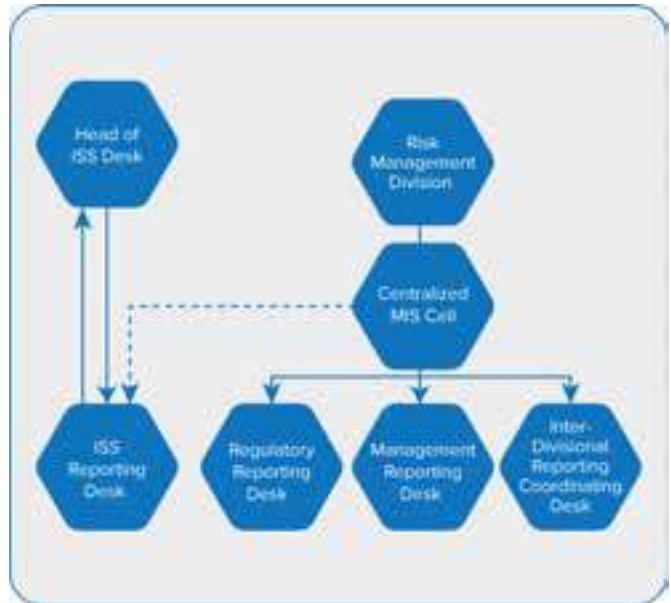 Head of
ISS Desk
Risk
Management
Division
Centralized
MIS Cell
ISS
Reporting
Desk
Regulatory
Reporting
Desk
Management
Reporting
Desk
Inter-
Divisional
Reporting
Coordinating
Desk